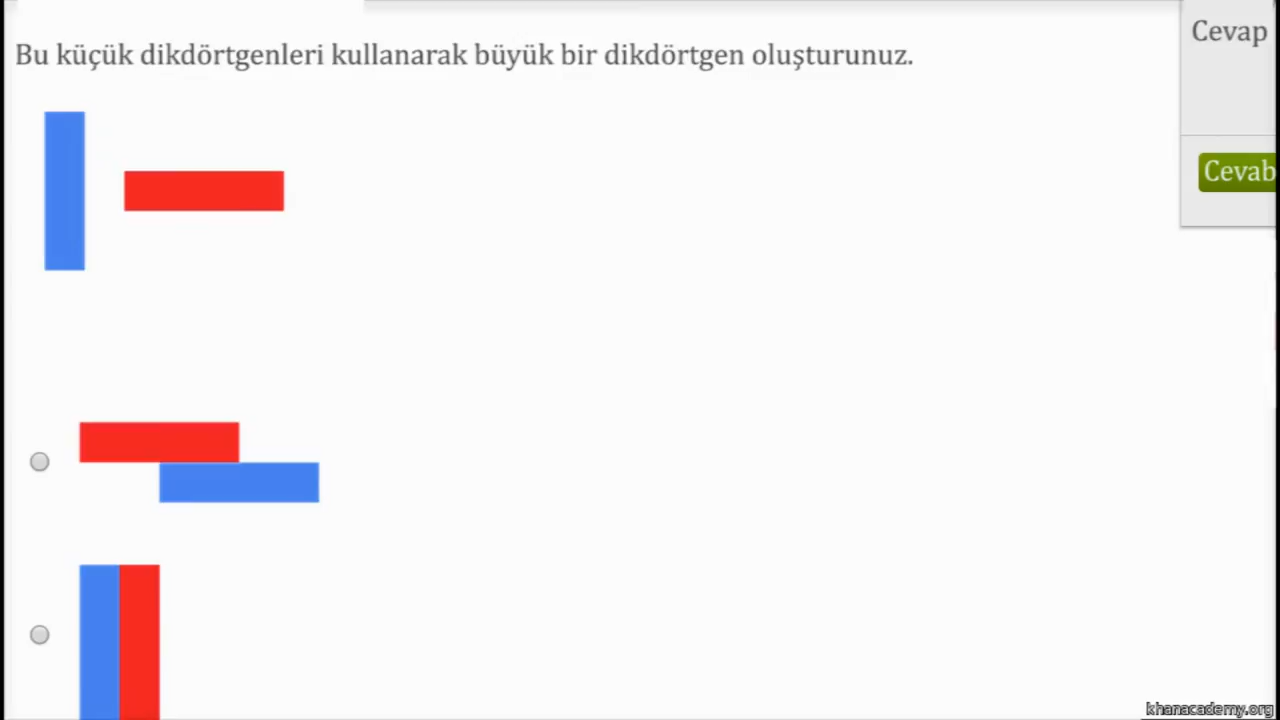 Bu küçük dikdörtgenleri kullanarak büyük bir dikdörtgen oluşturunuz.
Cevap
Cevab
khanacademy.org